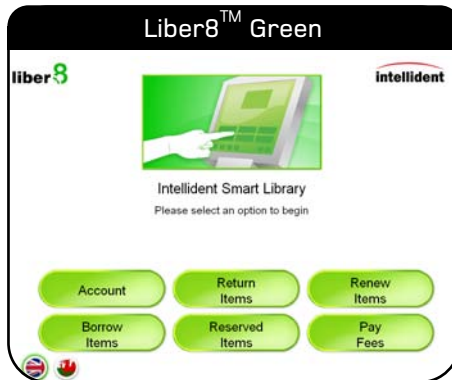 Liber8™ Green
liber8
intellident
Intellident Smart Library
Please select an option to begin
Account
Return
Items
Renew
Items
Borrow
Items
Reserved
Items
Pay
Fees